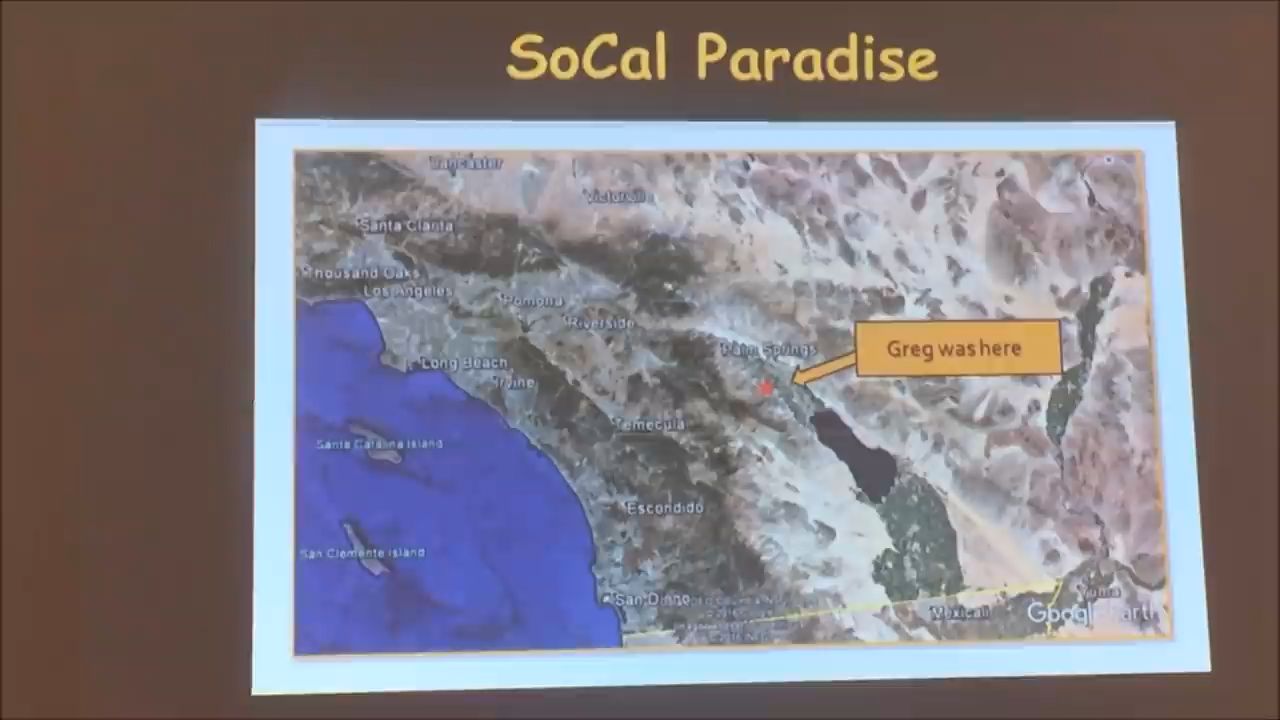 SoCal Paradise
Lancaster
Victorville
Santa Clarita
Thousand Oaks
Los Angeles
Pomona
Riverside
Palm Springs
Greg was here
Long Beach
Irvine
Temecula
Santa Catalina Island
Escondido
San Clemente Island
San Diego
Yuma
Mexicali
Google Earth